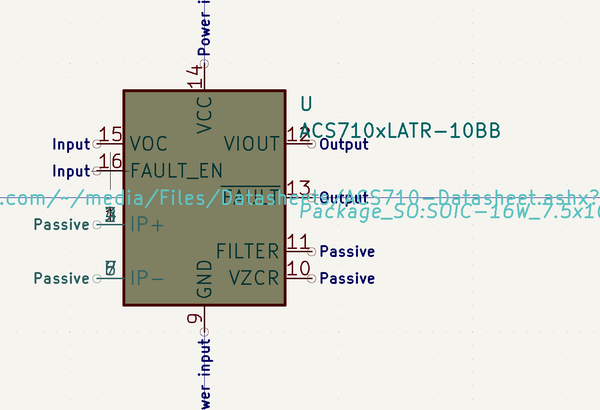 Power i
14
VCC
U
ACS710xLATR-10BB
Input 15 VOC VIOUT 12 Output
Input 16 FAULT_EN
FAULT 13 Output
.com/~/media/Files/Datasheets/ACS710-Datasheet.ashx?
Package_SO:SOIC-16W_7.5x10
Passive IP+
FILTER 11 Passive
Passive IP- VZCR 10 Passive
GND
9
wer input